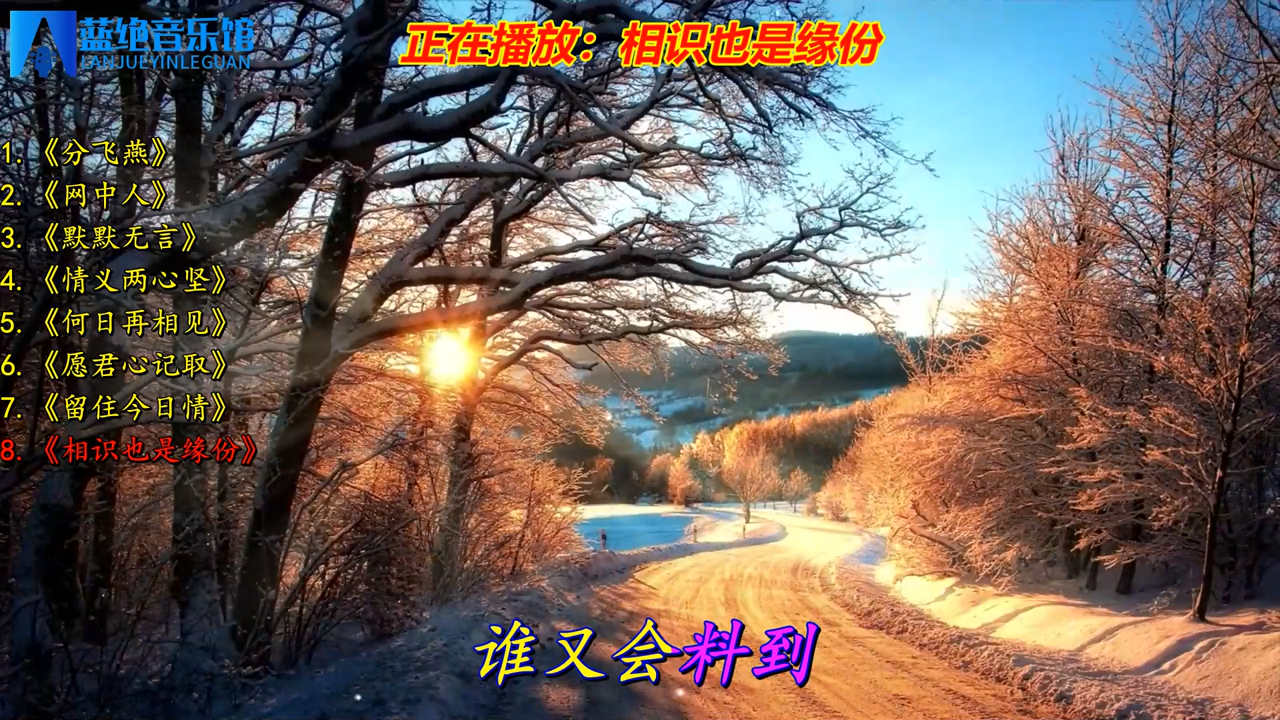 蓝绝音乐馆
LANJUEYINLEGUAN
正在播放：相识也是缘份
1.《分飞燕》
2.《网中人》
3.《默默无言》
4.《情义两心坚》
5.《何日再相见》
6.《愿君心记取》
7.《留住今日情》
8.《相识也是缘份》
谁又会料到